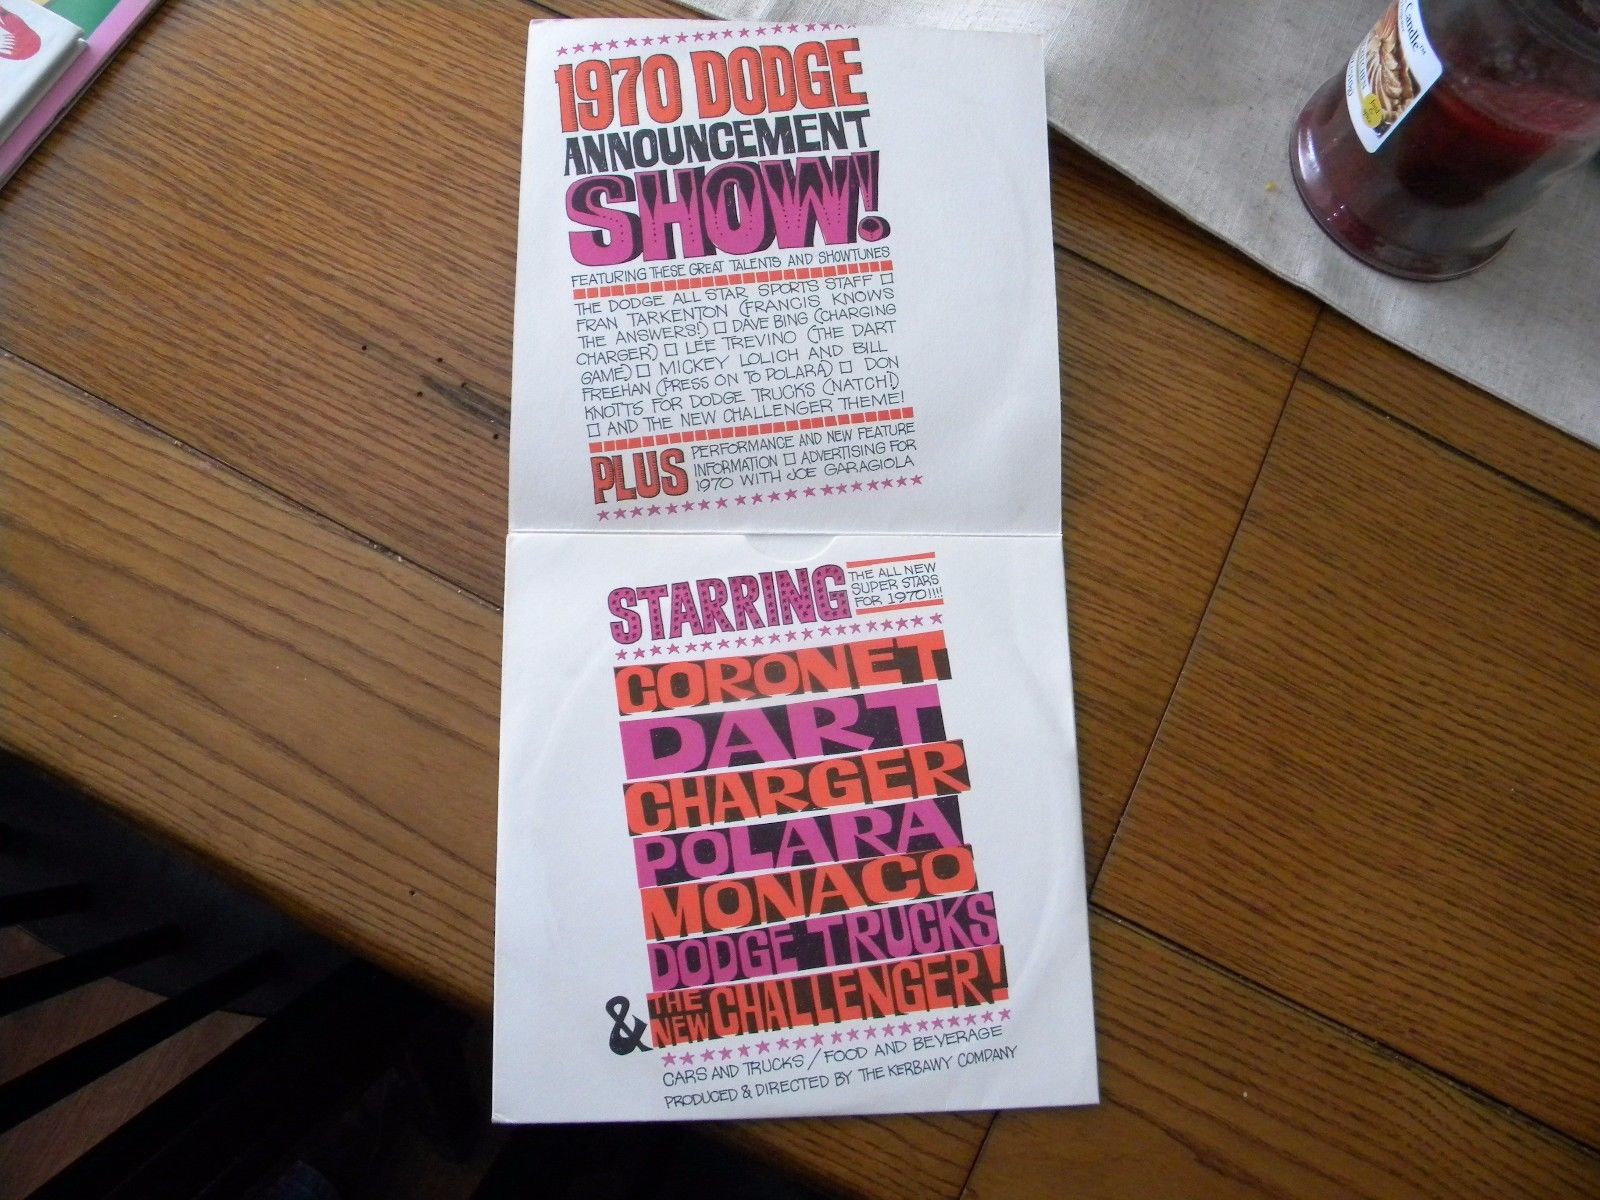 1970 DODGE
ANNOUNCEMENT
SHOW!
FEATURING THESE GREAT TALENTS AND SHOWTUNES
THE DODGE ALL STAR SPORTS STAFF □
FRAN TARKENTON (FRANCIS KNOWS
THE ANSWERS!) □ DAVE BING (CHARGING
CHARGER) □ LEE TREVINO (THE DART
GAME) □ MICKEY LOLICH AND BILL
FREEHAN (PRESS ON TO POLARA) □ DON
KNOTTS FOR DODGE TRUCKS (NATCH!)
□ AND THE NEW CHALLENGER THEME!
PLUS
PERFORMANCE AND NEW FEATURE
INFORMATION □ ADVERTISING FOR
1970 WITH JOE GARAGIOLA
STARRING
THE ALL NEW
SUPER STARS
FOR 1970!!!!
CORONET
DART
CHARGER
POLARA
MONACO
DODGE TRUCKS
& THE NEW CHALLENGER!
CARS AND TRUCKS / FOOD AND BEVERAGE
PRODUCED & DIRECTED BY THE KERBAWY COMPANY
Candle™